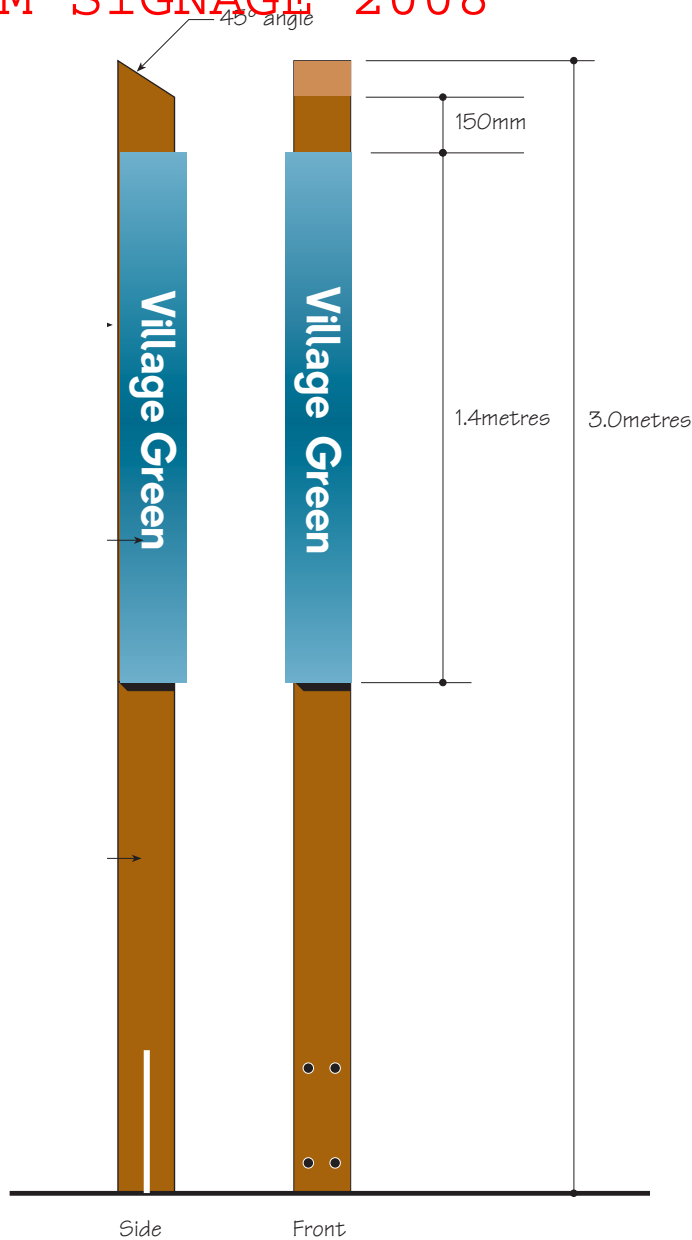 M SIGNAGE 2008
45° angle
150mm
Village Green
Village Green
1.4metres
3.0metres
Side
Front